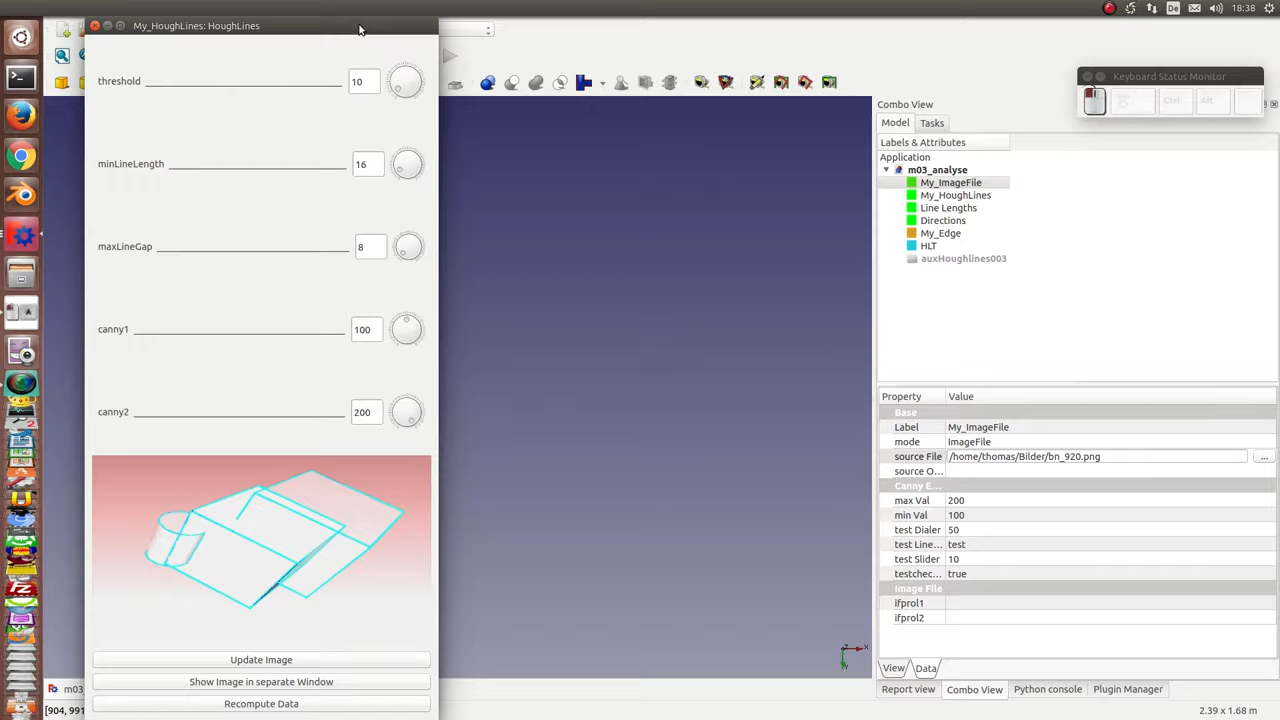 My_HoughLines: HoughLines
De
18:38
threshold
10
minLineLength
16
maxLineGap
8
canny1
100
canny2
200
Update Image
Show Image in separate Window
Recompute Data
Keyboard Status Monitor
Ctrl
Alt
Combo View
Model
Tasks
Labels & Attributes
Application
m03_analyse
My_ImageFile
My_HoughLines
Line Lengths
Directions
My_Edge
HLT
auxHoughlines003
Property Value
Base
Label My_ImageFile
mode ImageFile
source File /home/thomas/Bilder/bn_920.png ...
source O...
Canny E...
max Val 200
min Val 100
test Dialer 50
test Line... test
test Slider 10
testchec... true
Image File
ifprol1
ifprol2
View Data
Report view Combo View Python console Plugin Manager
m03
[904, 991
2.39 x 1.68 m